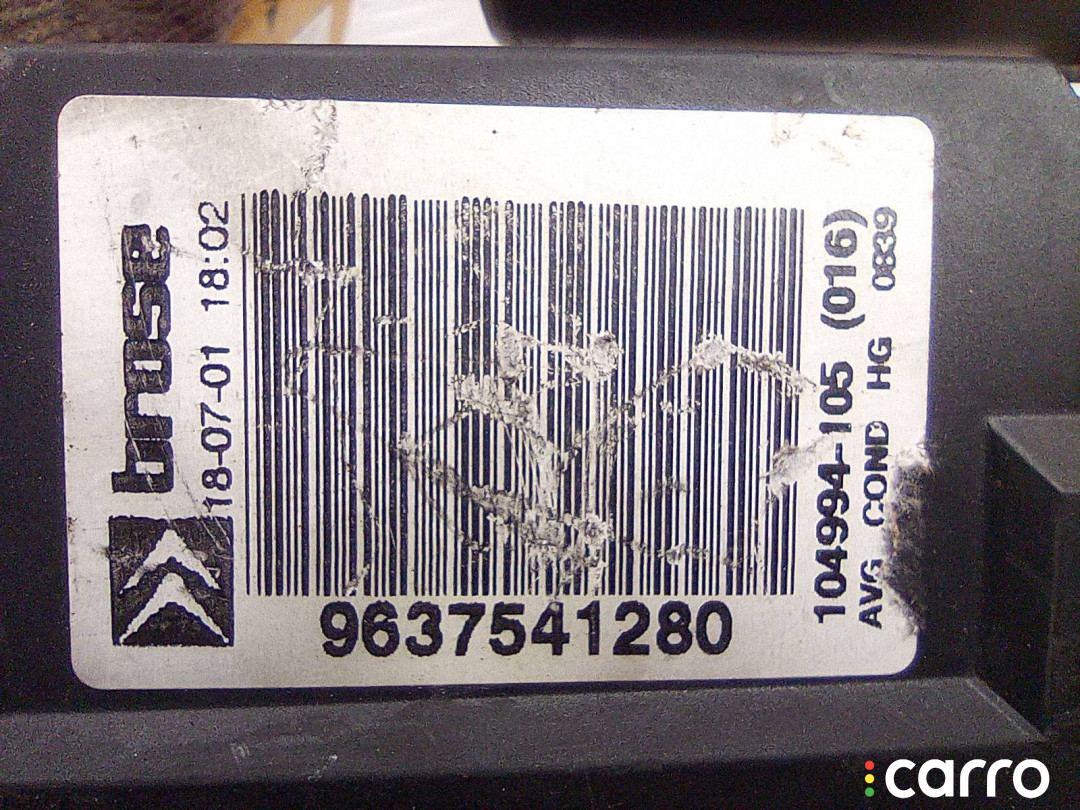 brose
18-07-01 18:02
9637541280
104994-105 (016)
AVG COND HG 0839
carro